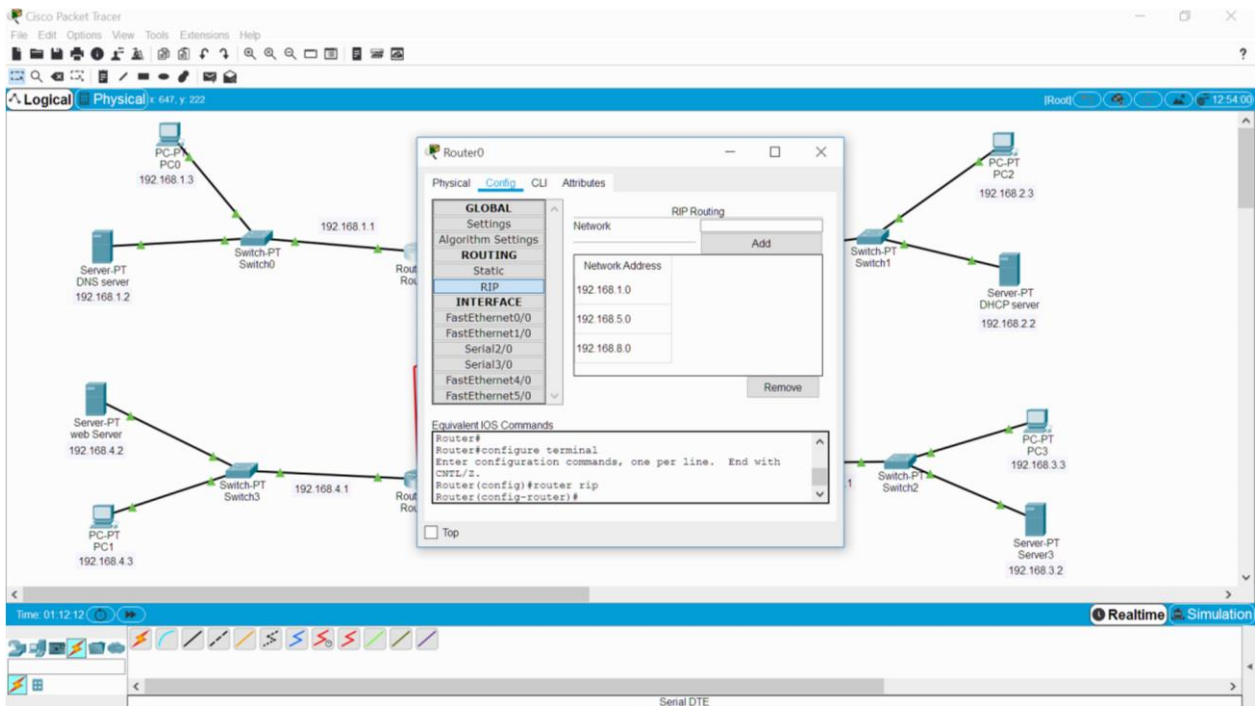 Cisco Packet Tracer
File Edit Options View Tools Extensions Help
?
Logical Physical x: 647, y: 222
[Root] 12:54:00
PC-PT
PC0
192.168.1.3
Server-PT
DNS server
192.168.1.2
Switch-PT
Switch0
192.168.1.1
Rout
Rou
Server-PT
web Server
192.168.4.2
Switch-PT
Switch3
192.168.4.1
Rout
Rou
PC-PT
PC1
192.168.4.3
Router0
Physical Config CLI Attributes
GLOBAL
Settings
Algorithm Settings
ROUTING
Static
RIP
INTERFACE
FastEthernet0/0
FastEthernet1/0
Serial2/0
Serial3/0
FastEthernet4/0
FastEthernet5/0
RIP Routing
Network
Add
Network Address
192.168.1.0
192.168.5.0
192.168.8.0
Remove
Equivalent IOS Commands
Router#
Router#configure terminal
Enter configuration commands, one per line. End with
CNTL/Z.
Router(config)#router rip
Router(config-router)#
Top
PC-PT
PC2
192.168.2.3
Switch-PT
Switch1
Server-PT
DHCP server
192.168.2.2
PC-PT
PC3
192.168.3.3
.1
Switch-PT
Switch2
Server-PT
Server3
192.168.3.2
Time: 01:12:12
Realtime Simulation
Serial DTE